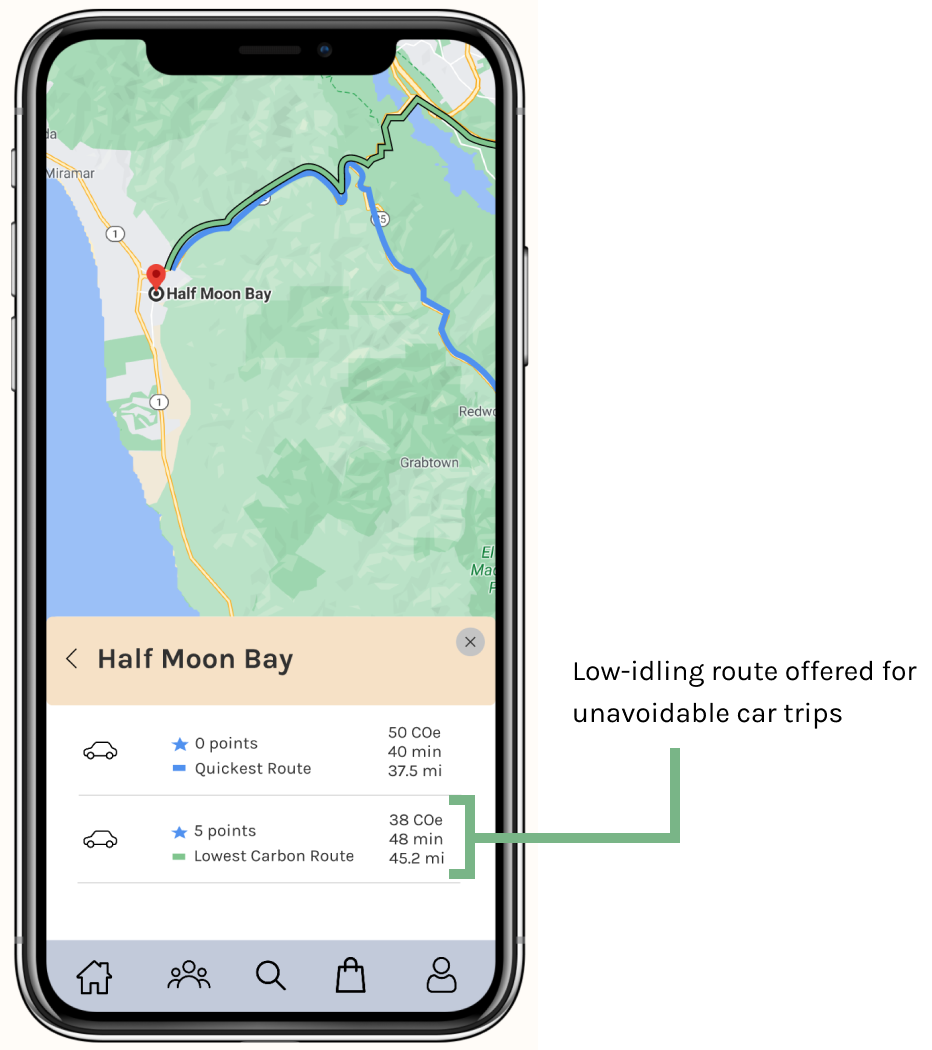 da
Miramar
1
35
Half Moon Bay
1
Redwo
Grabtown
El
Mac
Half Moon Bay
0 points
Quickest Route
50 COe
40 min
37.5 mi
5 points
Lowest Carbon Route
38 COe
48 min
45.2 mi
Low-idling route offered for
unavoidable car trips